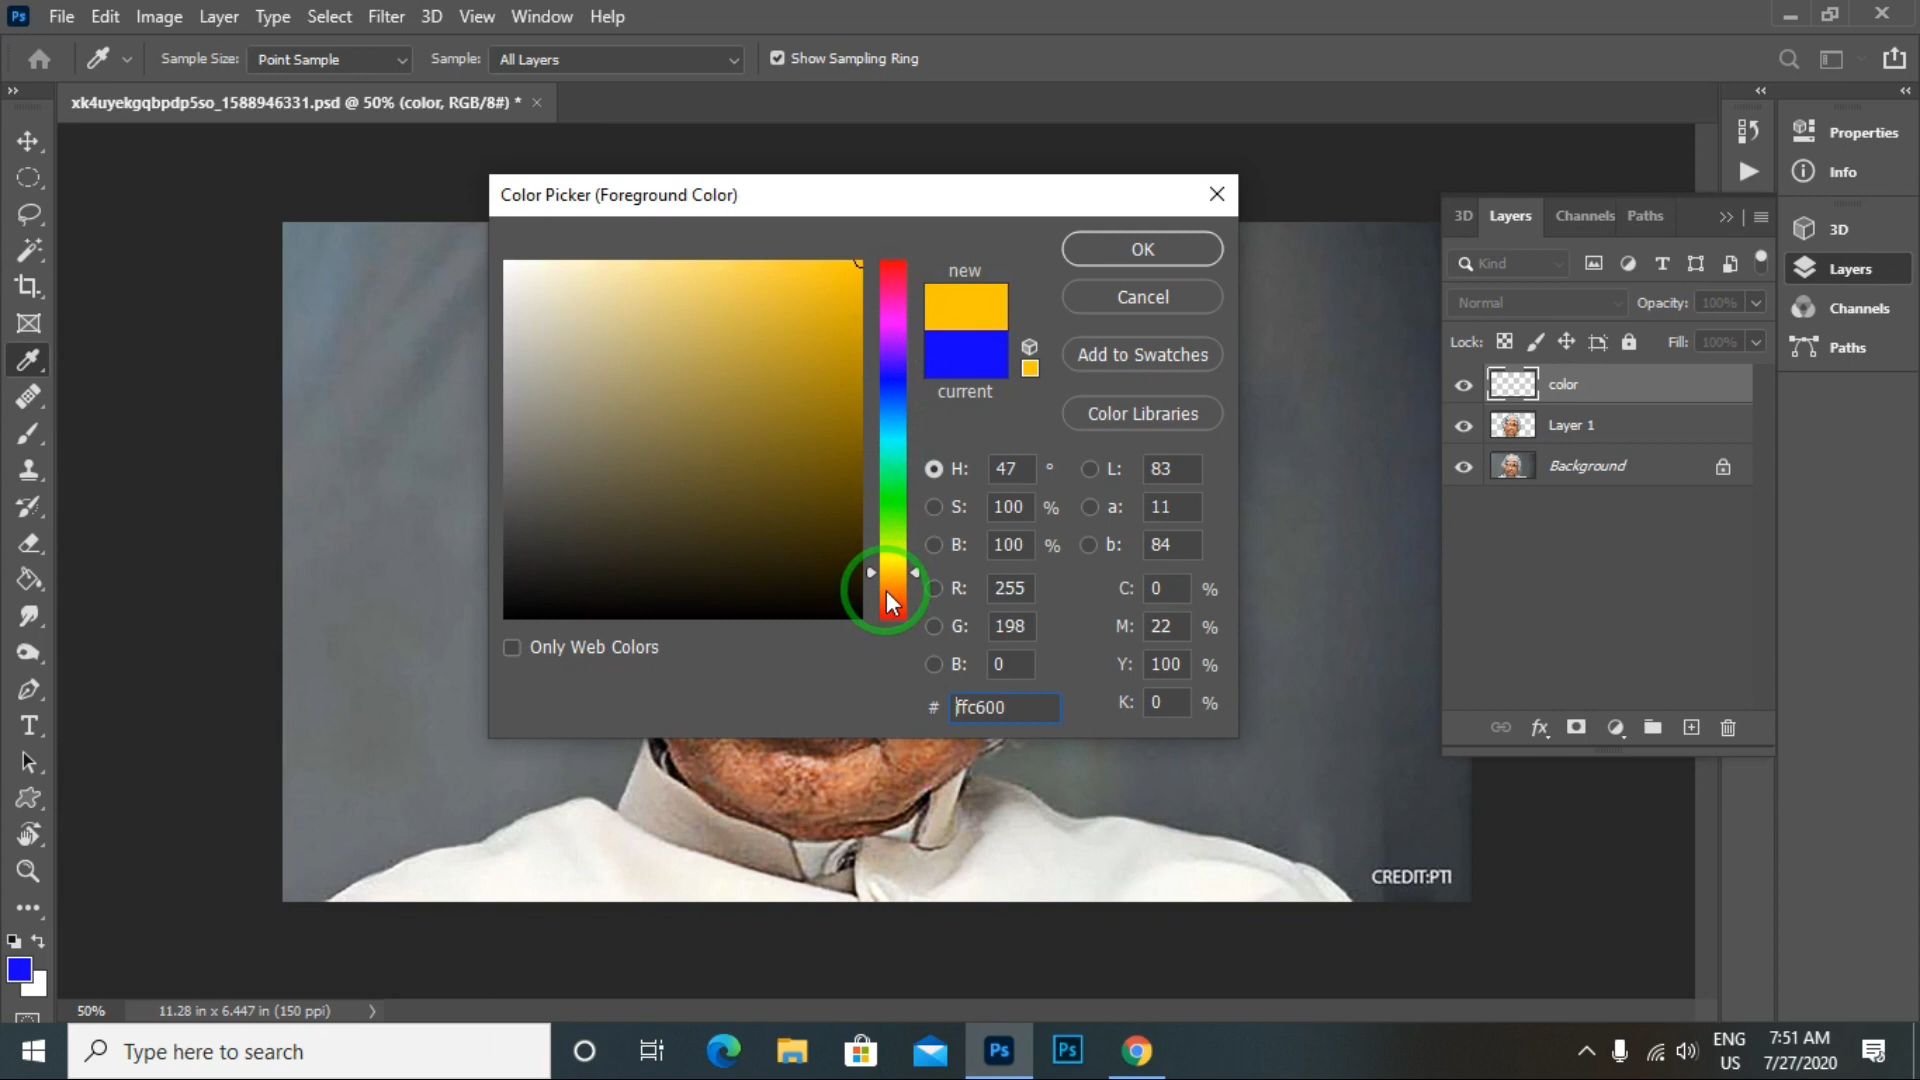 Ps File Edit Image Layer Type Select Filter 3D View Window Help
Sample Size: Point Sample Sample: All Layers Show Sampling Ring
xk4uyekgqbpdp5so_1588946331.psd @ 50% (color, RGB/8#) *
Color Picker (Foreground Color)
new
current
OK
Cancel
Add to Swatches
Color Libraries
H: 47 ° L: 83
S: 100 % a: 11
B: 100 % b: 84
R: 255 C: 0 %
G: 198 M: 22 %
B: 0 Y: 100 %
# ffc600 K: 0 %
Only Web Colors
3D Layers Channels Paths
Kind
Normal Opacity: 100%
Lock: Fill: 100%
color
Layer 1
Background
fx
Properties
Info
3D
Layers
Channels
Paths
CREDIT:PTI
50% 11.28 in x 6.447 in (150 ppi)
Type here to search
Ps
Ps
ENG
US
7:51 AM
7/27/2020